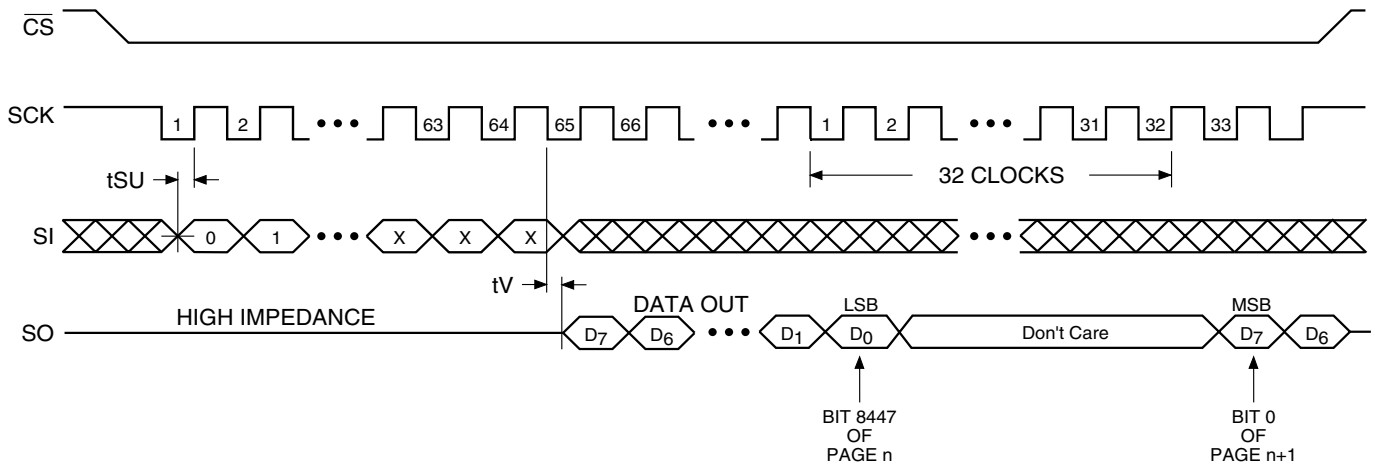 CS
SCK
1 2 ••• 63 64 65 66 ••• 1 2 ••• 31 32 33
tSU
32 CLOCKS
SI
0 1 ••• X X X •••
tV
HIGH IMPEDANCE
DATA OUT
LSB
MSB
SO
D7 D6 ••• D1 D0 Don't Care D7 D6
BIT 8447
OF
PAGE n
BIT 0
OF
PAGE n+1